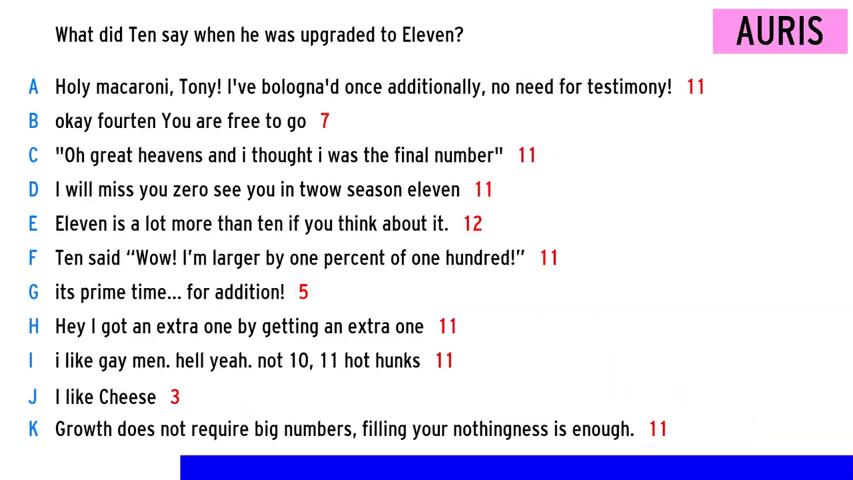 What did Ten say when he was upgraded to Eleven?
AURIS
A Holy macaroni, Tony! I've bologna'd once additionally, no need for testimony! 11
B okay fourten You are free to go 7
C "Oh great heavens and i thought i was the final number" 11
D I will miss you zero see you in twow season eleven 11
E Eleven is a lot more than ten if you think about it. 12
F Ten said “Wow! I’m larger by one percent of one hundred!” 11
G its prime time... for addition! 5
H Hey I got an extra one by getting an extra one 11
I i like gay men. hell yeah. not 10, 11 hot hunks 11
J I like Cheese 3
K Growth does not require big numbers, filling your nothingness is enough. 11